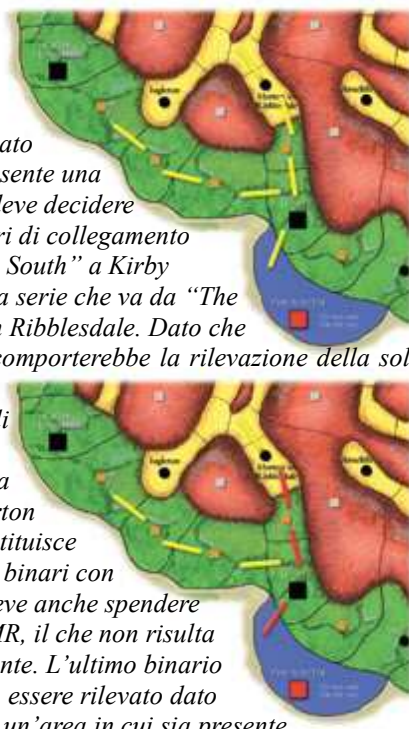 Ingleton
ato
sente una
deve decidere
ri di collegamento
South” a Kirby
a serie che va da “The
n Ribblesdale. Dato che
comporterebbe la rilevazione della sol
di
Ingleton
a
rton
tituisce
binari con
eve anche spendere
MR, il che non risulta
nte. L'ultimo binario
essere rilevato dato
un'area in cui sia presente